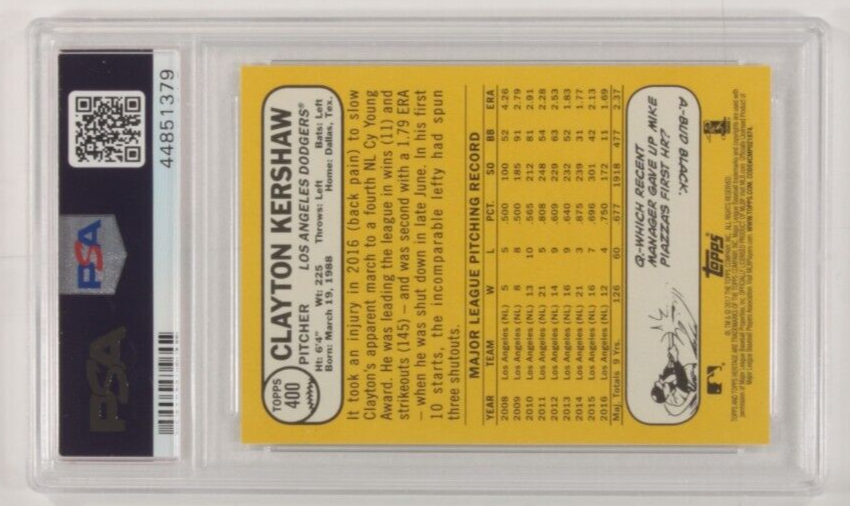 44851379
PSA
PSA
TOPPS
400
CLAYTON KERSHAW
PITCHER LOS ANGELES DODGERS®
Ht: 6'4" Wt: 225 Throws: Left Bats: Left
Born: March 19, 1988 Home: Dallas, Tex.
It took an injury in 2016 (back pain) to slow
Clayton's apparent march to a fourth NL Cy Young
Award. He was leading the league in wins (11) and
strikeouts (145) – and was second with a 1.79 ERA
– when he was shut down in late June. In his first
10 starts, the incomparable lefty had spun
three shutouts.
MAJOR LEAGUE PITCHING RECORD
YEAR TEAM W L PCT. SO BB ERA
2008 Los Angeles (NL) 5 5 .500 100 52 4.26
2009 Los Angeles (NL) 8 8 .500 185 91 2.79
2010 Los Angeles (NL) 13 10 .565 212 81 2.91
2011 Los Angeles (NL) 21 5 .808 248 54 2.28
2012 Los Angeles (NL) 14 9 .609 229 63 2.53
2013 Los Angeles (NL) 16 9 .640 232 52 1.83
2014 Los Angeles (NL) 21 3 .875 239 31 1.77
2015 Los Angeles (NL) 16 7 .696 301 42 2.13
2016 Los Angeles (NL) 12 4 .750 172 11 1.69
Maj. Totals 9 Yrs. 126 60 .677 1918 477 2.37
Q.-WHICH RECENT
MANAGER GAVE UP MIKE
PIAZZA'S FIRST HR?
A.-BUD BLACK.
Topps